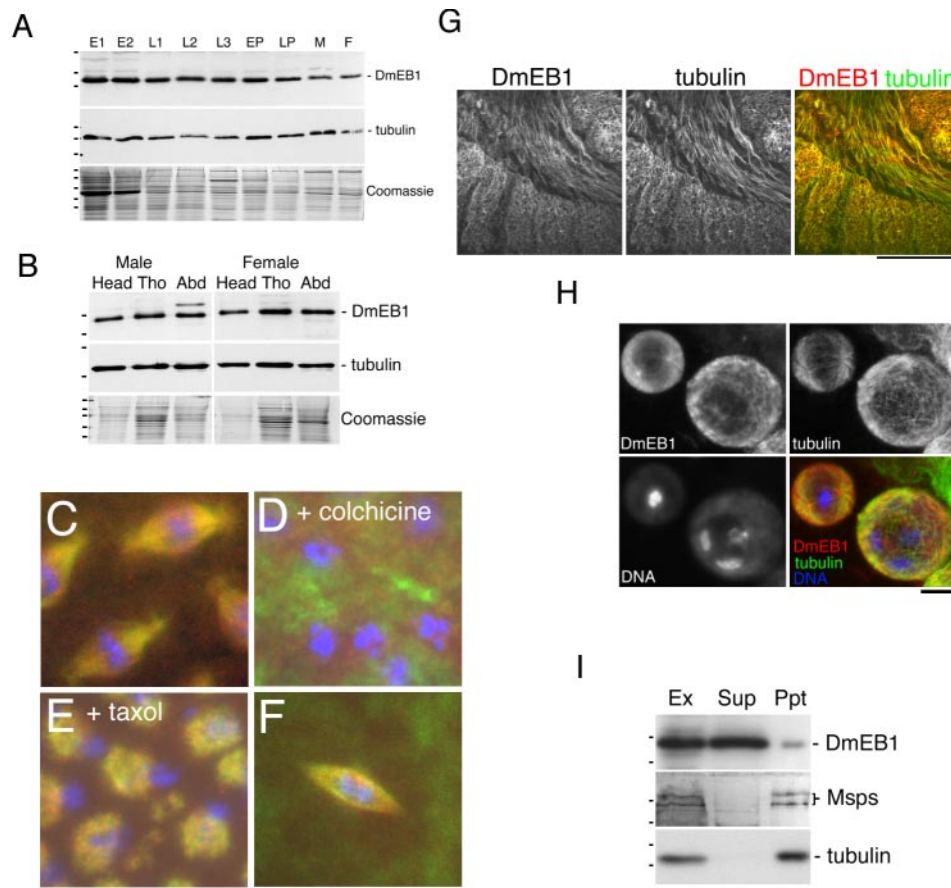 A
E1 E2 L1 L2 L3 EP LP M F
- DmEB1
- tubulin
Coomassie
B
Male Female
Head Tho Abd Head Tho Abd
- DmEB1
- tubulin
Coomassie
C
D + colchicine
E + taxol
F
G
DmEB1 tubulin DmEB1 tubulin
H
DmEB1 tubulin
DNA
DmEB1
tubulin
DNA
I
Ex Sup Ppt
- DmEB1
Msps
- tubulin